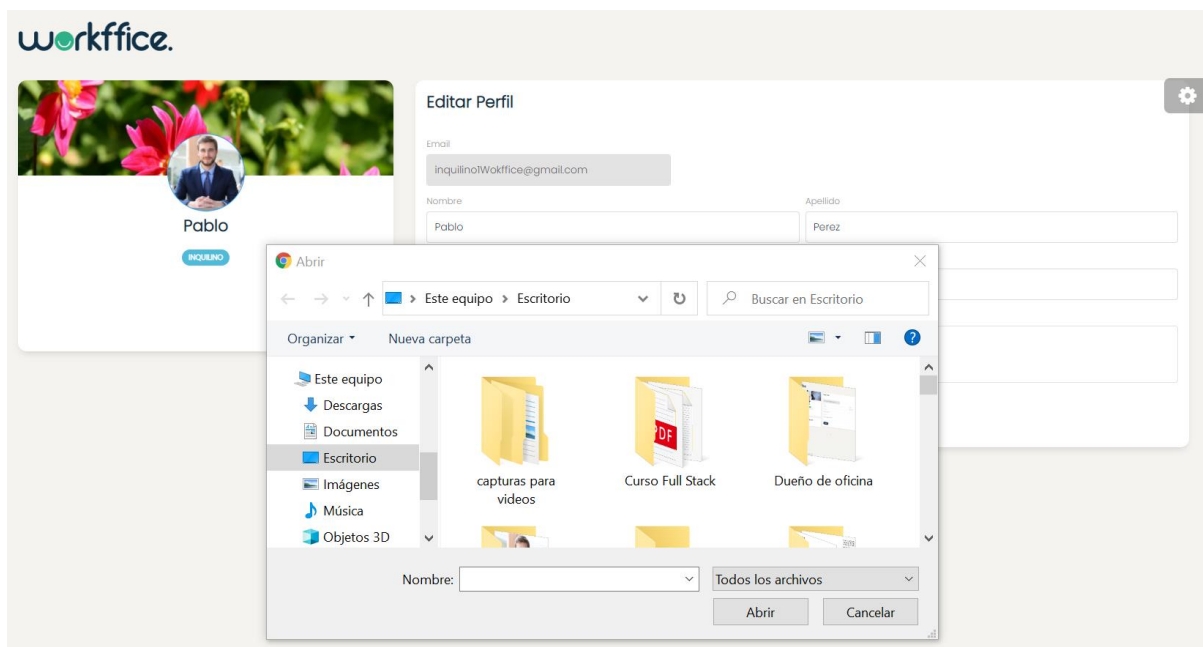 workffice.
Editar Perfil
Email
inquilino1Wokffice@gmail.com
Nombre
Apellido
Pablo
Perez
Pablo
INQUILINO
Abrir
Este equipo > Escritorio
Buscar en Escritorio
Organizar
Nueva carpeta
Este equipo
Descargas
Documentos
Escritorio
Imágenes
Música
Objetos 3D
PDF
capturas para
videos
Curso Full Stack
Dueño de oficina
Nombre:
Todos los archivos
Abrir
Cancelar